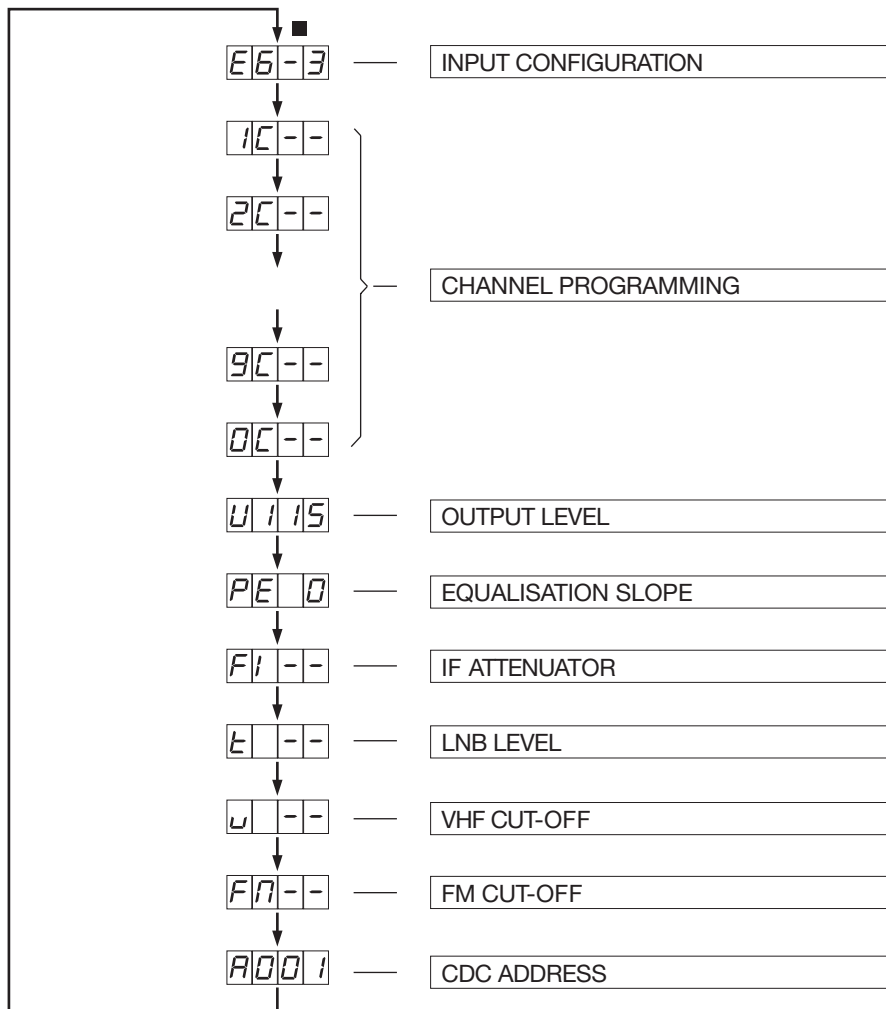 E6-3 INPUT CONFIGURATION
1C--
2C--
CHANNEL PROGRAMMING
9C--
0C--
U115 OUTPUT LEVEL
PE 0 EQUALISATION SLOPE
FI-- IF ATTENUATOR
t -- LNB LEVEL
u -- VHF CUT-OFF
FM-- FM CUT-OFF
A001 CDC ADDRESS